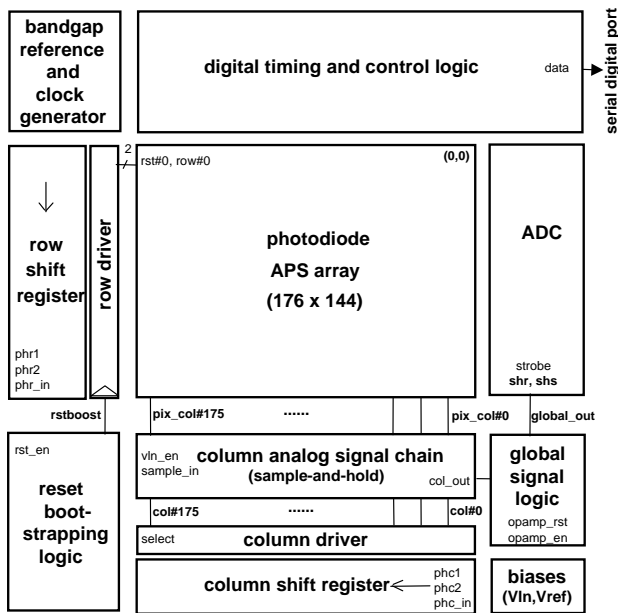 bandgap
reference
and
clock
generator
digital timing and control logic
data
serial digital port
2
rst#0, row#0
(0,0)
row
shift
register
phr1
phr2
phr_in
row driver
photodiode
APS array
(176 x 144)
ADC
strobe
shr, shs
rstboost
pix_col#175
......
pix_col#0
global_out
rst_en
reset
boot-
strapping
logic
vln_en
sample_in
column analog signal chain
(sample-and-hold)
col_out
global
signal
logic
opamp_rst
opamp_en
col#175
......
col#0
select
column driver
column shift register
phc1
phc2
phc_in
biases
(Vln,Vref)